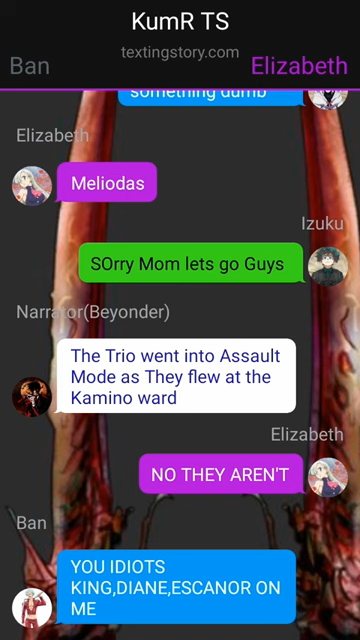 KumR TS
textingstory.com
Ban
Elizabeth
something dumb
Elizabeth
Meliodas
Izuku
SOrry Mom lets go Guys
Narrator(Beyonder)
The Trio went into Assault
Mode as They flew at the
Kamino ward
Elizabeth
NO THEY AREN'T
Ban
YOU IDIOTS
KING,DIANE,ESCANOR ON
ME